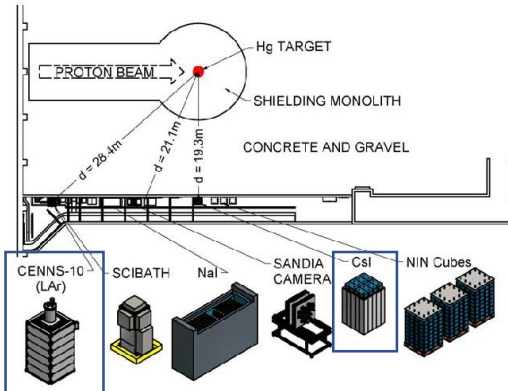 Hg TARGET
PROTON BEAM
SHIELDING MONOLITH
d = 28.4m
d = 21.1m
d = 19.3m
CONCRETE AND GRAVEL
CENNS-10
(LAr)
SCIBATH
NaI
SANDIA
CAMERA
CsI
NIN Cubes